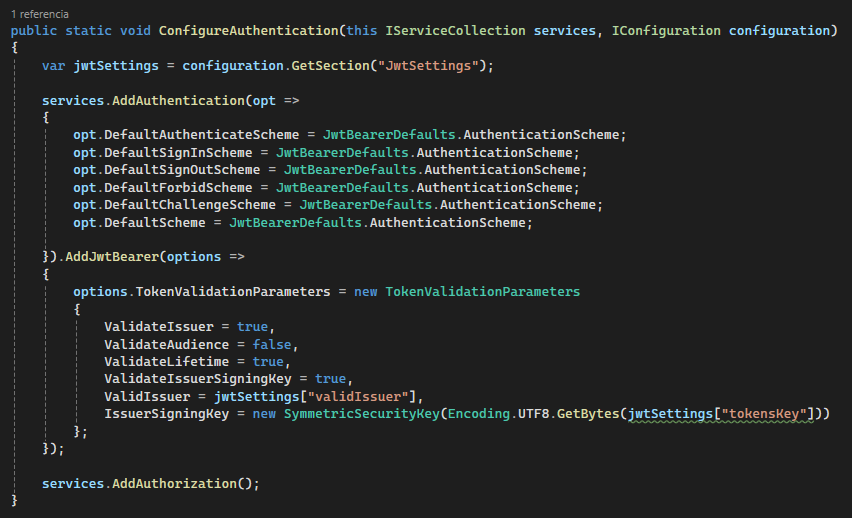 1 referencia
public static void ConfigureAuthentication(this IServiceCollection services, IConfiguration configuration)
{
    var jwtSettings = configuration.GetSection("JwtSettings");

    services.AddAuthentication(opt =>
    {
        opt.DefaultAuthenticateScheme = JwtBearerDefaults.AuthenticationScheme;
        opt.DefaultSignInScheme = JwtBearerDefaults.AuthenticationScheme;
        opt.DefaultSignOutScheme = JwtBearerDefaults.AuthenticationScheme;
        opt.DefaultForbidScheme = JwtBearerDefaults.AuthenticationScheme;
        opt.DefaultChallengeScheme = JwtBearerDefaults.AuthenticationScheme;
        opt.DefaultScheme = JwtBearerDefaults.AuthenticationScheme;

    }).AddJwtBearer(options =>
    {
        options.TokenValidationParameters = new TokenValidationParameters
        {
            ValidateIssuer = true,
            ValidateAudience = false,
            ValidateLifetime = true,
            ValidateIssuerSigningKey = true,
            ValidIssuer = jwtSettings["validIssuer"],
            IssuerSigningKey = new SymmetricSecurityKey(Encoding.UTF8.GetBytes(jwtSettings["tokensKey"]))
        };
    });

    services.AddAuthorization();
}